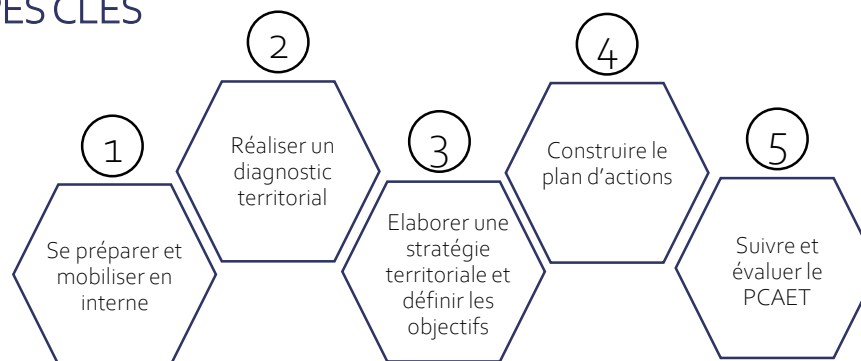 PES CLES
1
Se préparer et
mobiliser en
interne
2
Réaliser un
diagnostic
territorial
3
Elaborer une
stratégie
territoriale et
définir les
objectifs
4
Construire le
plan d'actions
5
Suivre et
évaluer le
PCAET